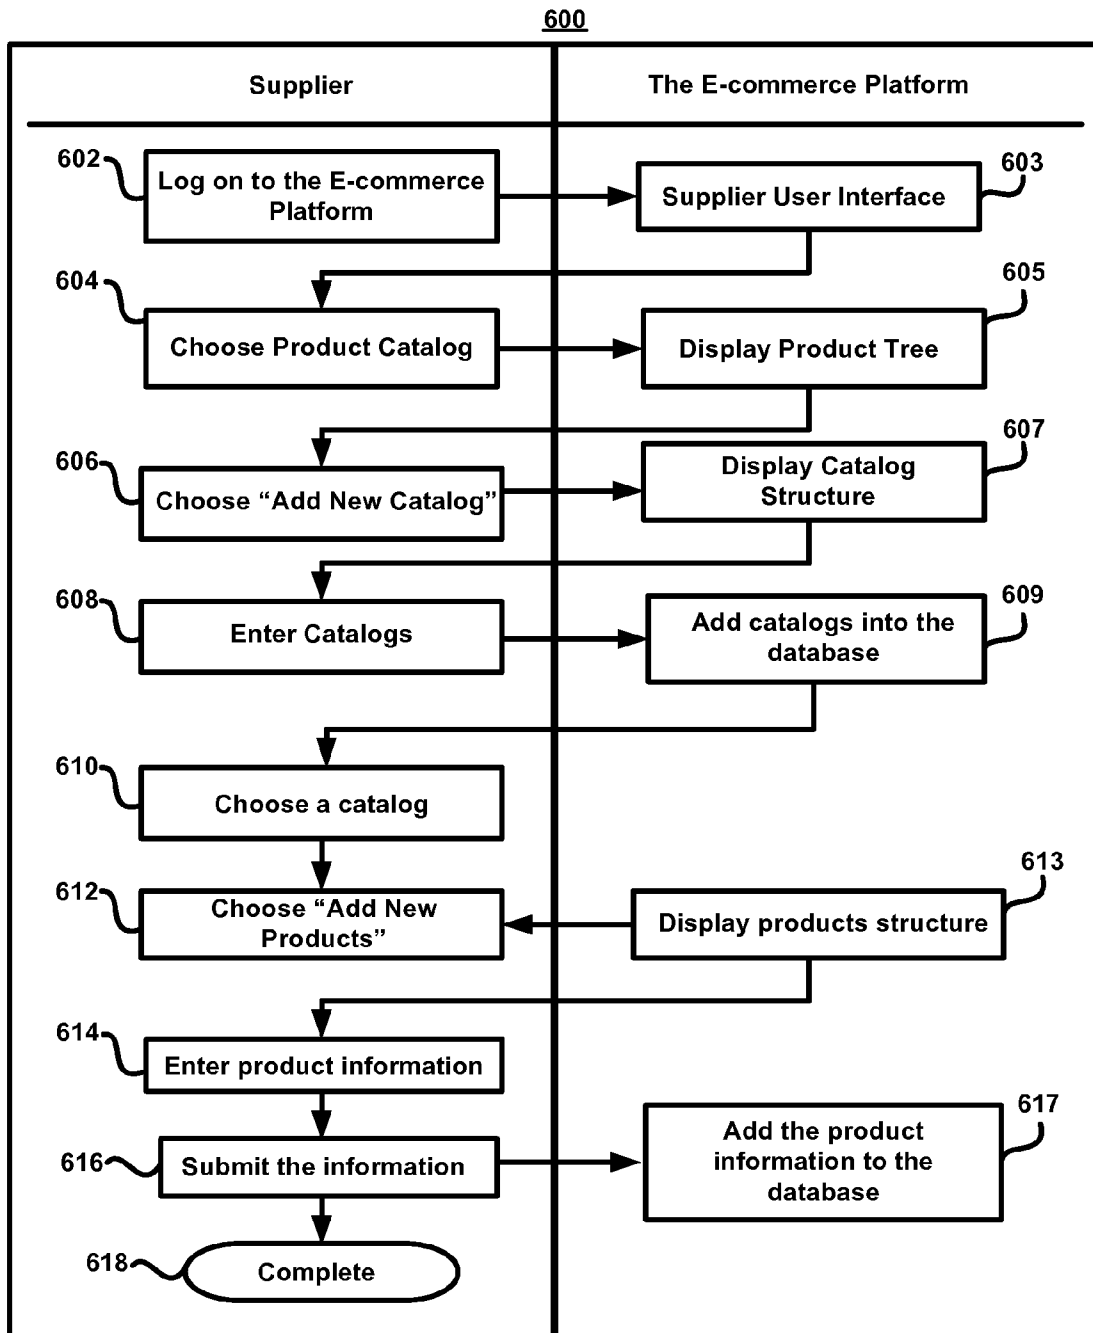 600
Supplier
The E-commerce Platform
602
Log on to the E-commerce
Platform
603
Supplier User Interface
604
Choose Product Catalog
605
Display Product Tree
606
Choose “Add New Catalog”
607
Display Catalog
Structure
608
Enter Catalogs
609
Add catalogs into the
database
610
Choose a catalog
612
Choose “Add New
Products”
613
Display products structure
614
Enter product information
616
Submit the information
617
Add the product
information to the
database
618
Complete